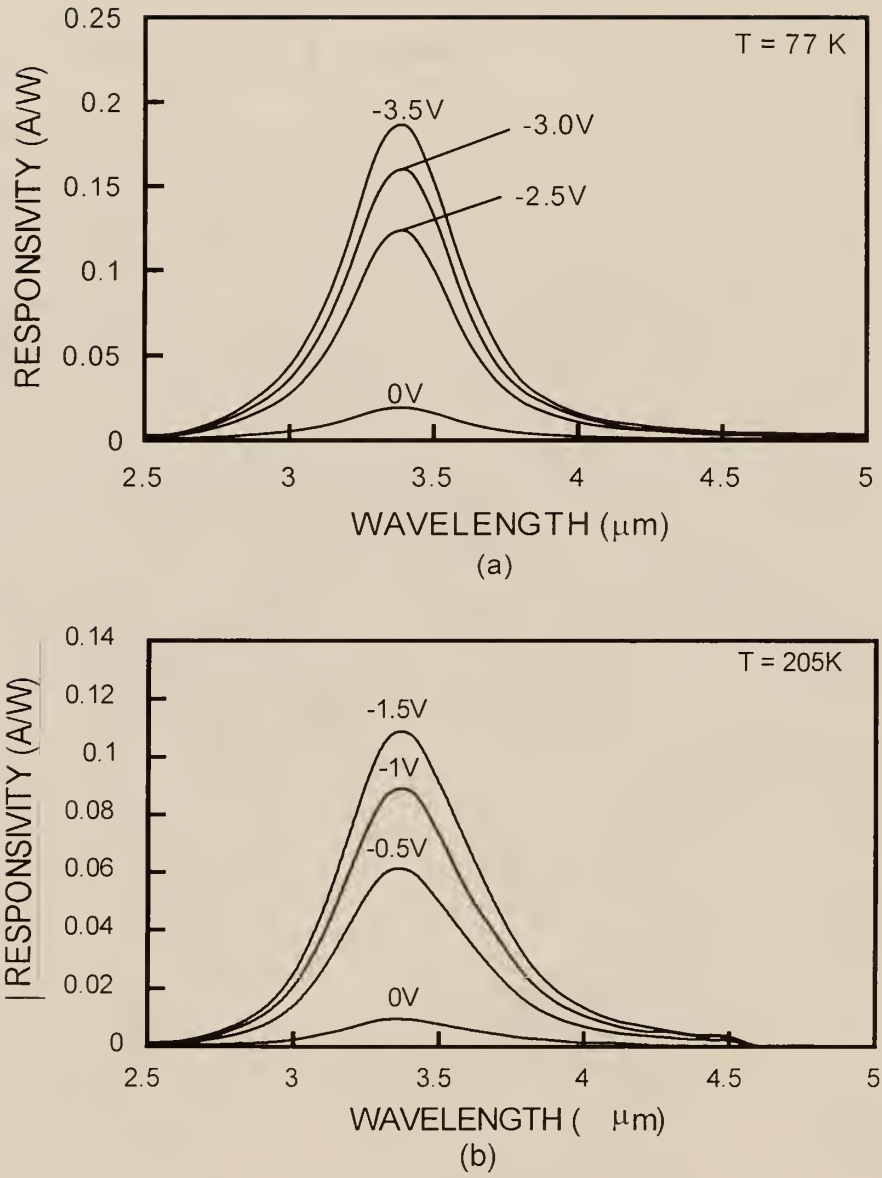 0.25
T = 77 K
0.2
-3.5V
-3.0V
0.15
-2.5V
0.1
0.05
0V
0
RESPONSIVITY (A/W)
2.5 3 3.5 4 4.5 5
WAVELENGTH (μm)
(a)
0.14
T = 205K
0.12
-1.5V
0.1
-1V
0.08
-0.5V
0.06
0.04
0.02
0V
0
RESPONSIVITY (A/W)
2.5 3 3.5 4 4.5 5
WAVELENGTH ( μm)
(b)